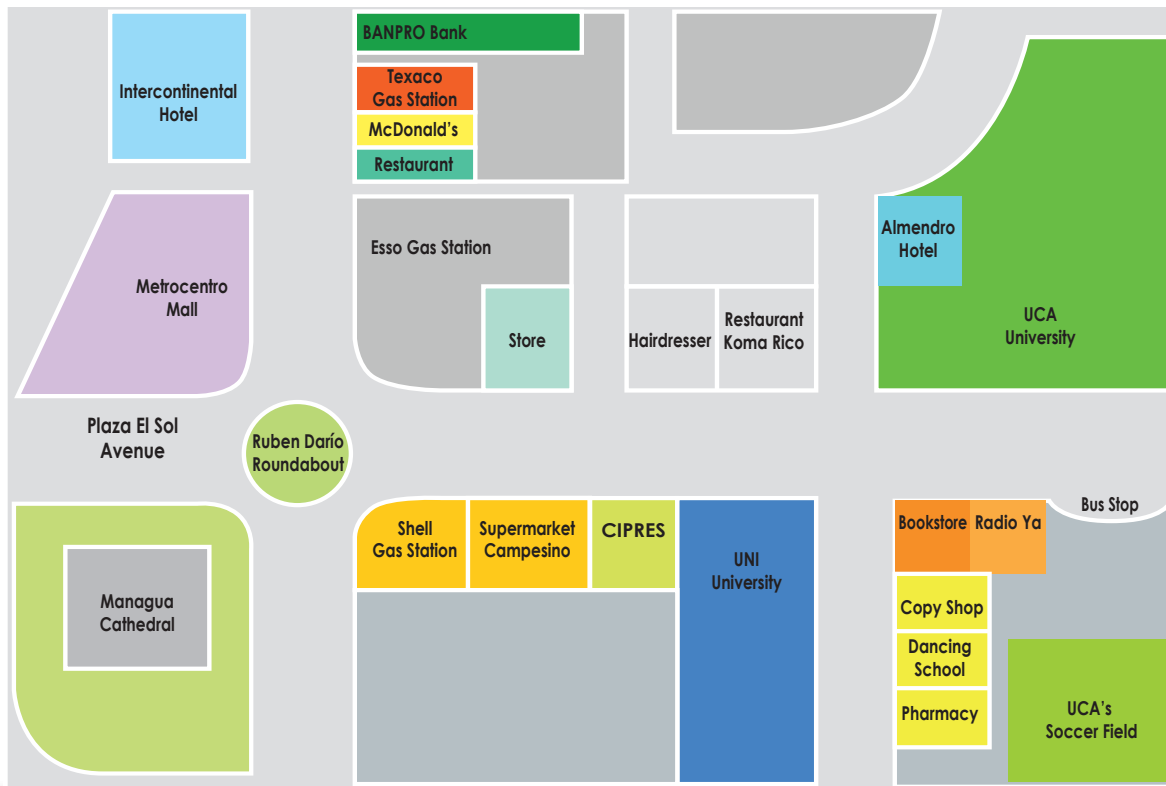 BANPRO Bank
Intercontinental
Hotel
Texaco
Gas Station
McDonald's
Restaurant
Metrocentro
Mall
Esso Gas Station
Store
Hairdresser
Restaurant
Koma Rico
Almendro
Hotel
UCA
University
Plaza El Sol
Avenue
Ruben Darío
Roundabout
Managua
Cathedral
Shell
Gas Station
Supermarket
Campesino
CIPRES
UNI
University
Bookstore
Radio Ya
Bus Stop
Copy Shop
Dancing
School
Pharmacy
UCA's
Soccer Field